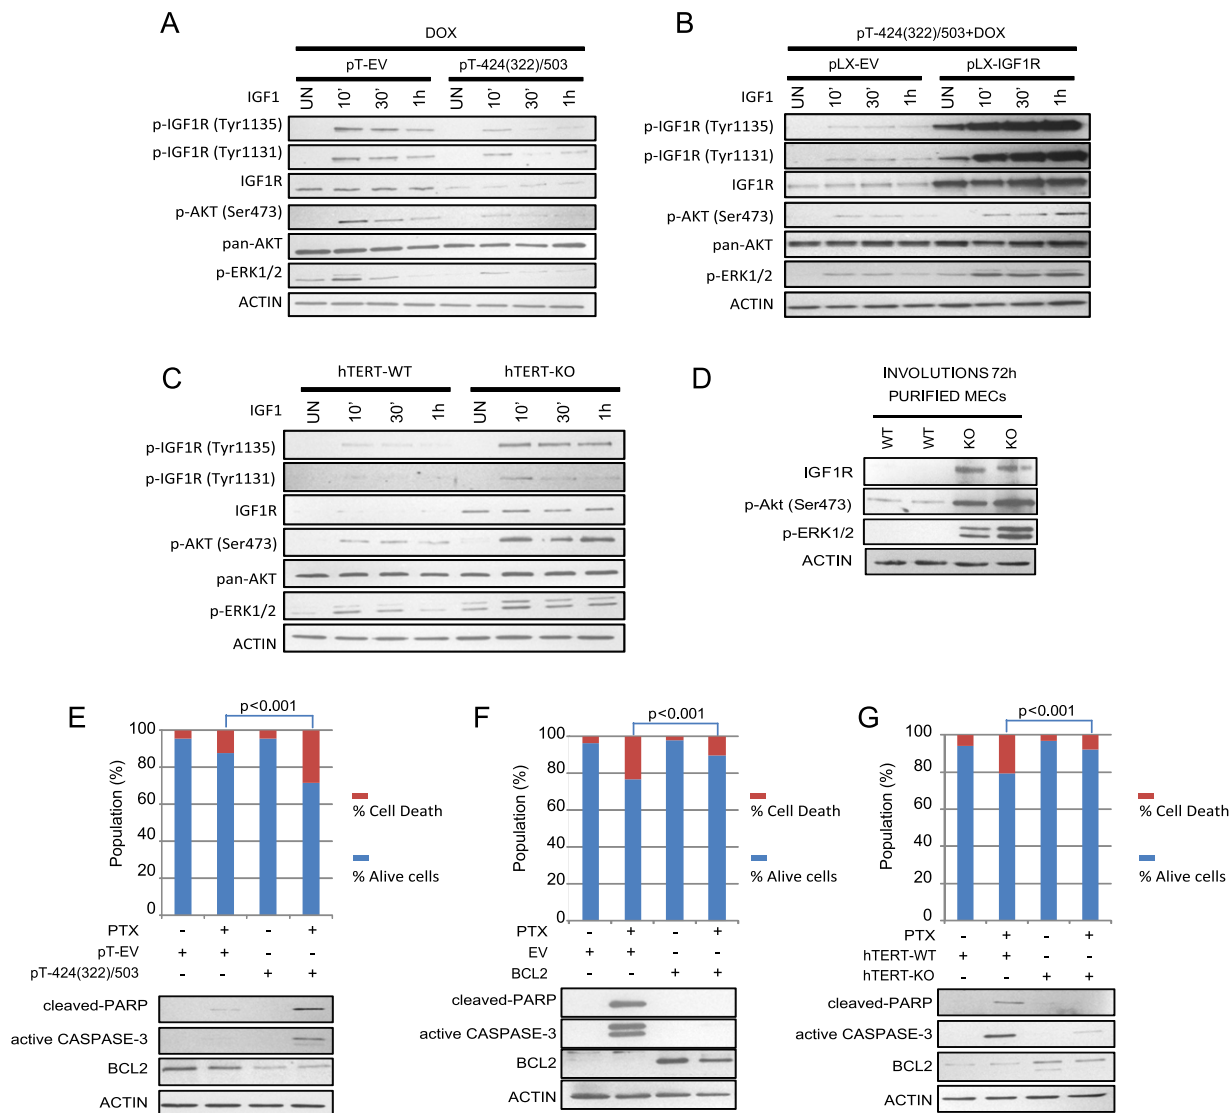 A
DOX
pT-EV pT-424(322)/503
IGF1 UN 10' 30' 1h UN 10' 30' 1h
p-IGF1R (Tyr1135)
p-IGF1R (Tyr1131)
IGF1R
p-AKT (Ser473)
pan-AKT
p-ERK1/2
ACTIN
B
pT-424(322)/503+DOX
pLX-EV pLX-IGF1R
IGF1 UN 10' 30' 1h UN 10' 30' 1h
p-IGF1R (Tyr1135)
p-IGF1R (Tyr1131)
IGF1R
p-AKT (Ser473)
pan-AKT
p-ERK1/2
ACTIN
C
hTERT-WT hTERT-KO
IGF1 UN 10' 30' 1h UN 10' 30' 1h
p-IGF1R (Tyr1135)
p-IGF1R (Tyr1131)
IGF1R
p-AKT (Ser473)
pan-AKT
p-ERK1/2
ACTIN
D
INVOLUTIONS 72h
PURIFIED MECs
WT WT KO KO
IGF1R
p-Akt (Ser473)
p-ERK1/2
ACTIN
E
p<0.001
Population (%)
100
80
60
40
20
0
% Cell Death
% Alive cells
PTX - + - +
pT-EV + + - -
pT-424(322)/503 - - + +
cleaved-PARP
active CASPASE-3
BCL2
ACTIN
F
p<0.001
Population (%)
100
80
60
40
20
0
% Cell Death
% Alive cells
PTX - + - +
EV + + - -
BCL2 - - + +
cleaved-PARP
active CASPASE-3
BCL2
ACTIN
G
p<0.001
Population (%)
100
80
60
40
20
0
% Cell Death
% Alive cells
PTX - + - +
hTERT-WT + + - -
hTERT-KO - - + +
cleaved-PARP
active CASPASE-3
BCL2
ACTIN